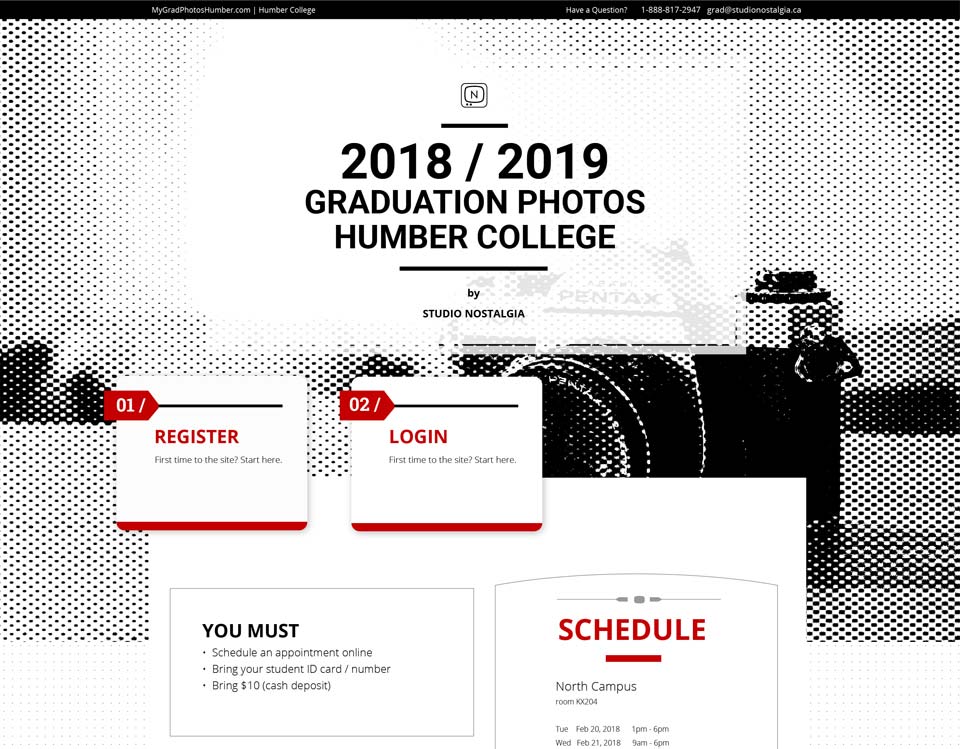 MyGradPhotosHumber.com | Humber College
Have a Question? 1-888-817-2947 grad@studionostalgia.ca
N
2018 / 2019
GRADUATION PHOTOS
HUMBER COLLEGE
by
STUDIO NOSTALGIA
PENTAX
01 /
REGISTER
First time to the site? Start here.
02 /
LOGIN
First time to the site? Start here.
YOU MUST
• Schedule an appointment online
• Bring your student ID card / number
• Bring $10 (cash deposit)
SCHEDULE
North Campus
room KX204
Tue Feb 20, 2018 1pm - 6pm
Wed Feb 21, 2018 9am - 6pm